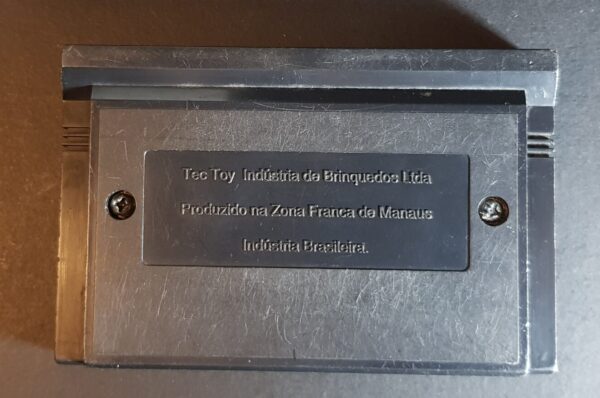 Tec Toy Indústria de Brinquedos Ltda
Produzido na Zona Franca de Manaus
Indústria Brasileira.